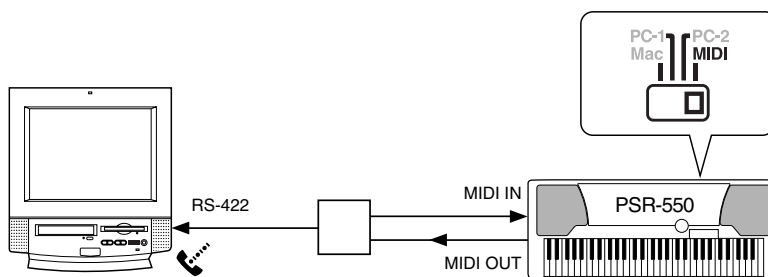 PC-1 PC-2
Mac MIDI
RS-422
MIDI IN
PSR-550
MIDI OUT